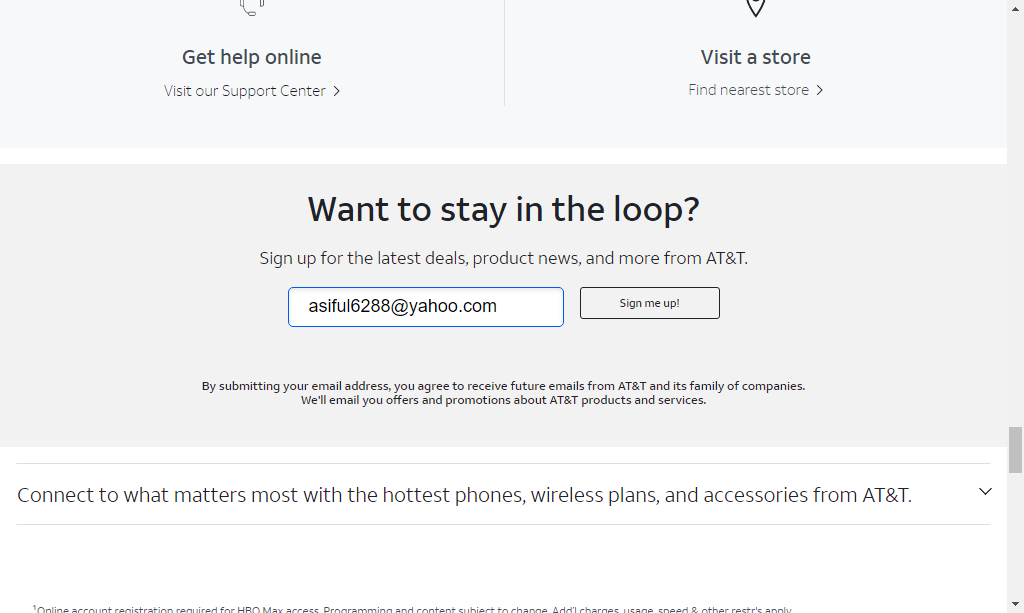 Get help online
Visit our Support Center
Visit a store
Find nearest store
Want to stay in the loop?
Sign up for the latest deals, product news, and more from AT&T.
asiful6288@yahoo.com
Sign me up!
By submitting your email address, you agree to receive future emails from AT&T and its family of companies.
We'll email you offers and promotions about AT&T products and services.
Connect to what matters most with the hottest phones, wireless plans, and accessories from AT&T.
¹Online account registration required for HBO Max access. Programming and content subject to change. Add'l charges, usage, speed & other restr's apply.